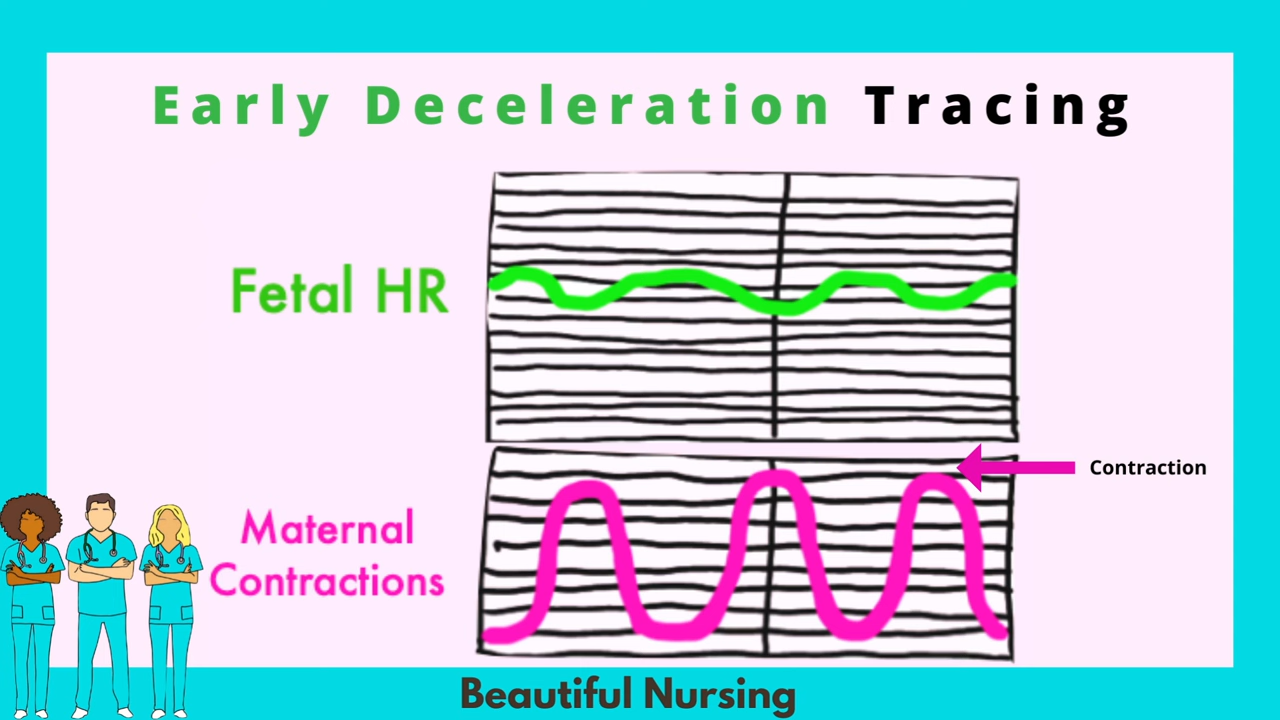 Early Deceleration Tracing
Fetal HR
Contraction
Maternal
Contractions
Beautiful Nursing